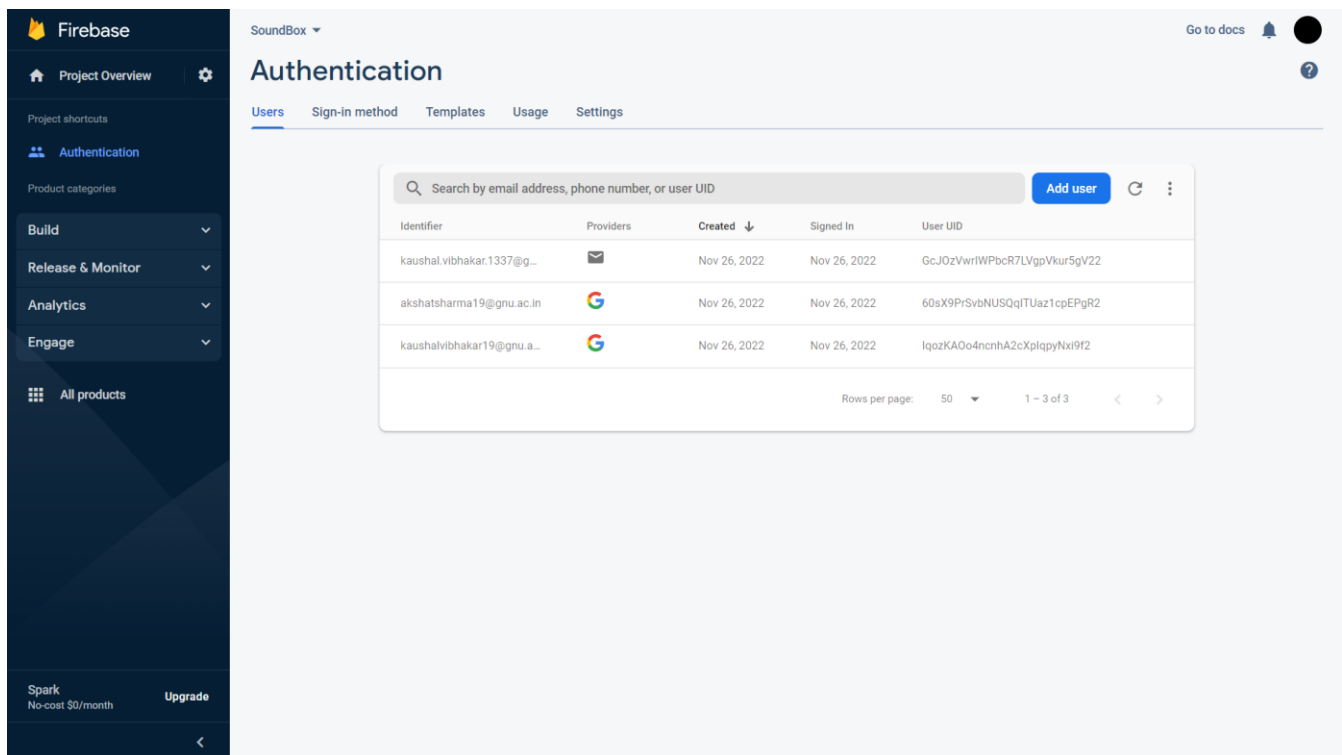 Firebase
Project Overview
Project shortcuts
Authentication
Product categories
Build
Release & Monitor
Analytics
Engage
All products
Spark
No-cost $0/month
Upgrade
SoundBox
Go to docs
Authentication
Users Sign-in method Templates Usage Settings
Search by email address, phone number, or user UID
Add user
Identifier Providers Created Signed In User UID
kaushal.vibhakar.1337@g... Nov 26, 2022 Nov 26, 2022 GcJOzVwrIWPbcR7LVgpVkur5gV22
akshatsharma19@gnu.ac.in Nov 26, 2022 Nov 26, 2022 60sX9PrSvbNUSQqITUaz1cpEPgR2
kaushalvibhakar19@gnu.a... Nov 26, 2022 Nov 26, 2022 IqozKAOo4ncnhA2cXpIqpyNxi9f2
Rows per page: 50 1 – 3 of 3